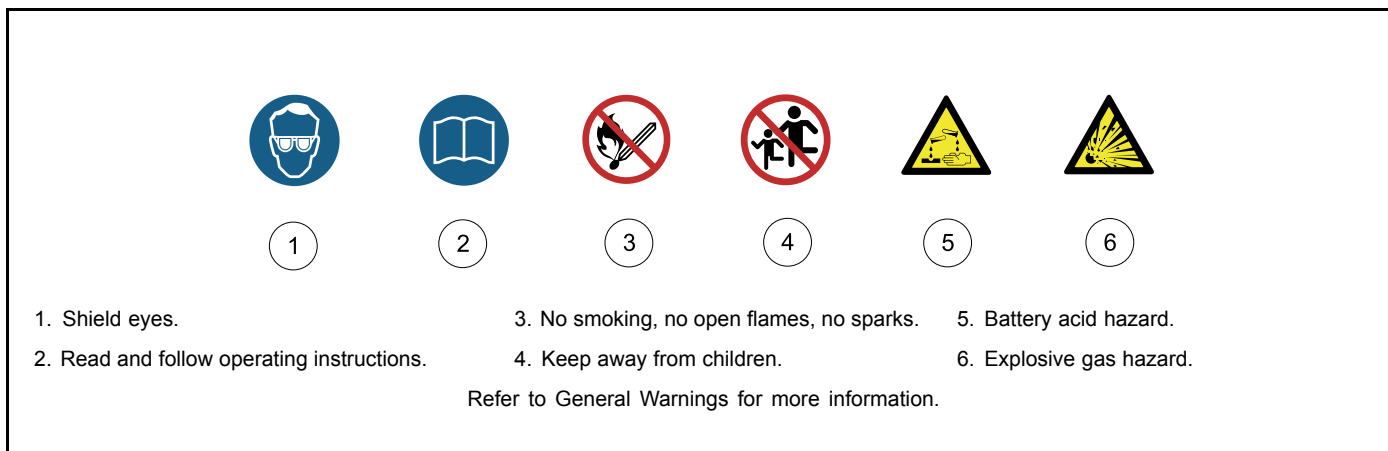 1 2 3 4 5 6
1. Shield eyes.
2. Read and follow operating instructions.
3. No smoking, no open flames, no sparks.
4. Keep away from children.
5. Battery acid hazard.
6. Explosive gas hazard.
Refer to General Warnings for more information.